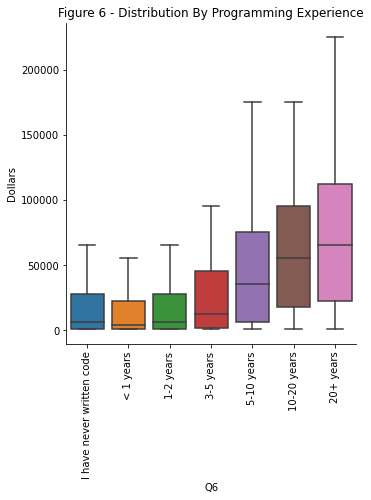 Figure 6 - Distribution By Programming Experience
Dollars
200000
150000
100000
50000
0
I have never written code
< 1 years
1-2 years
3-5 years
5-10 years
10-20 years
20+ years
Q6